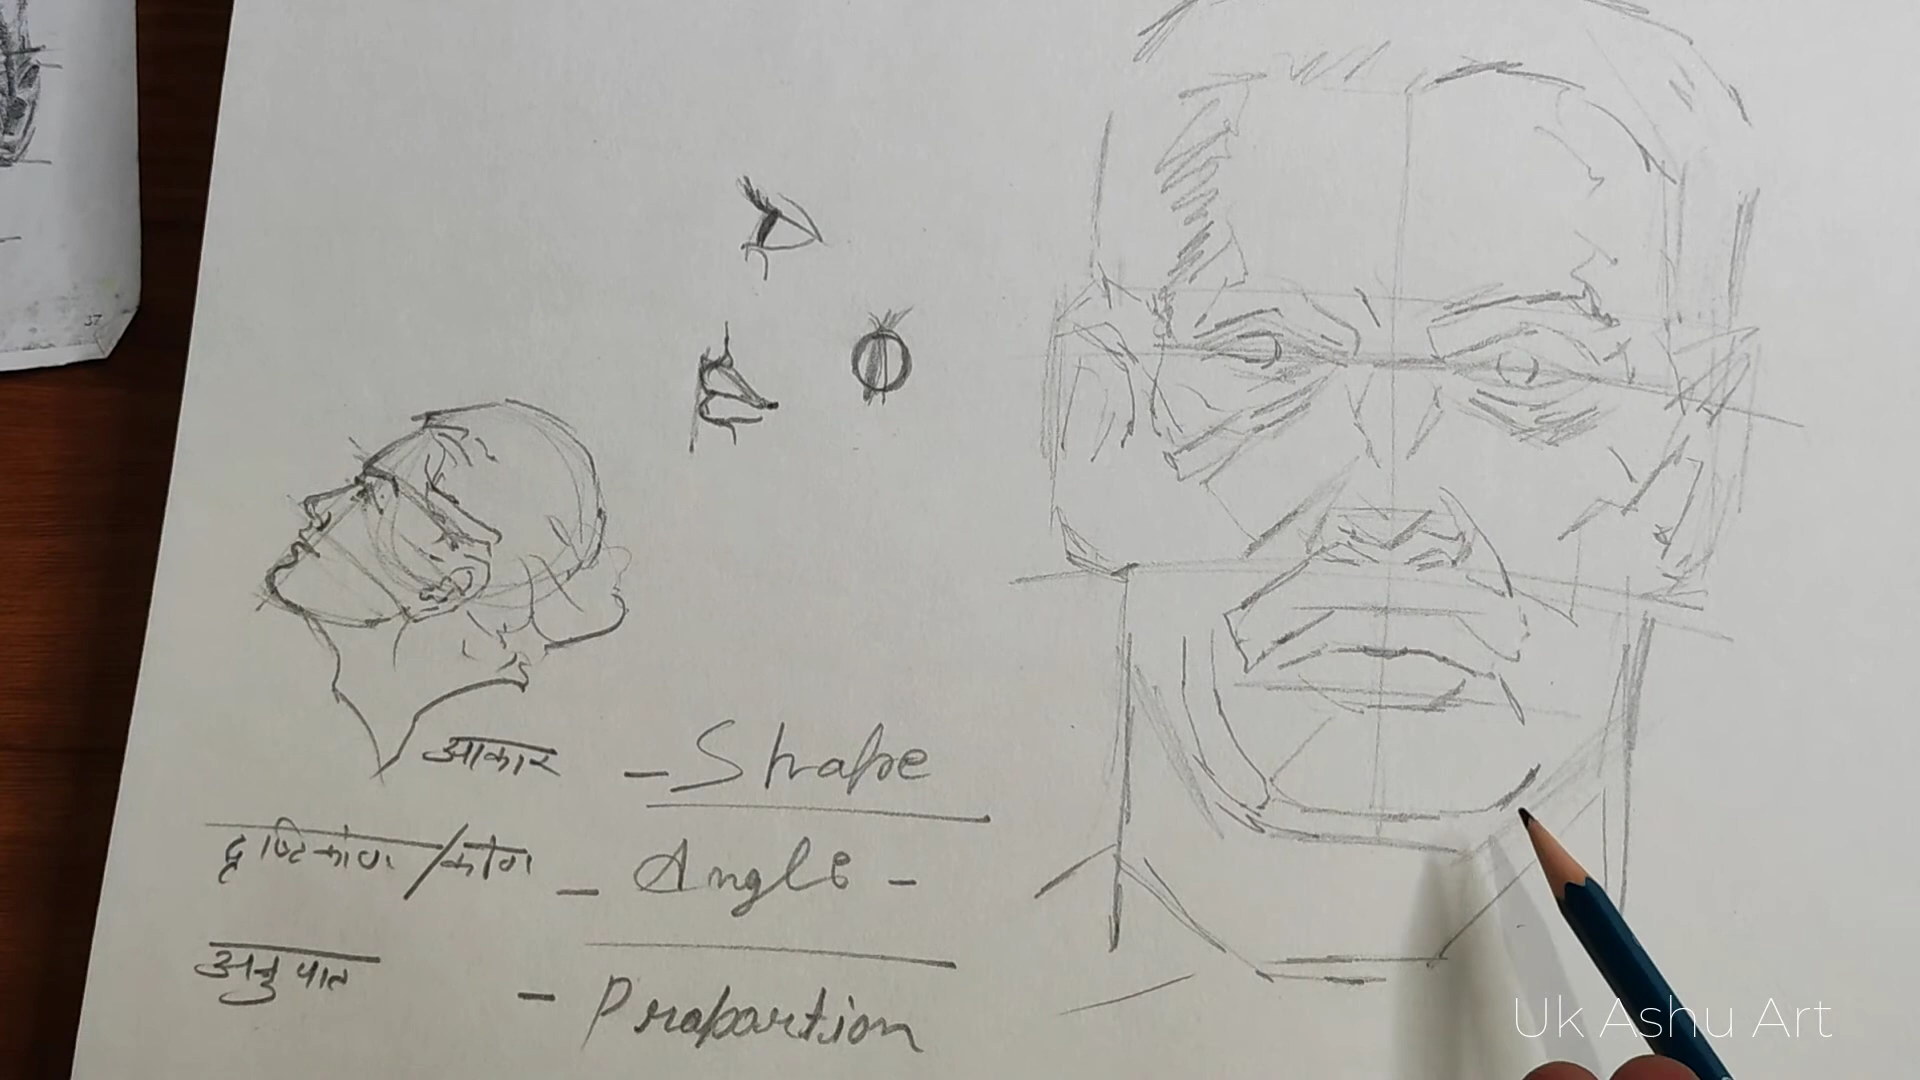 आकार - Shape
दृष्टिकोण/कोण - Angle -
अनुपात - Proportion
Uk Ashu Art